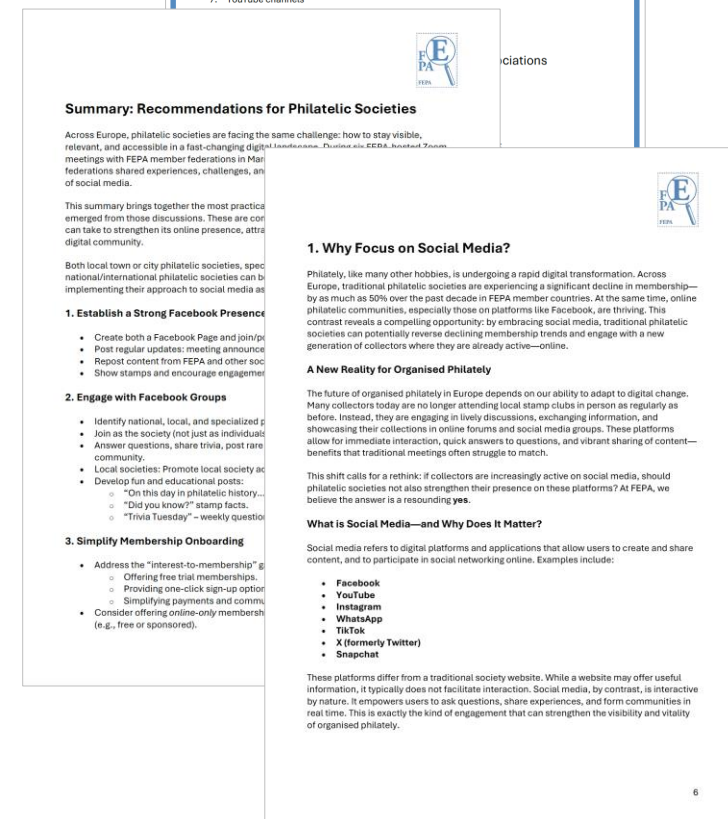 7. YouTube channels
ciations
F E
PA
FEPA
Summary: Recommendations for Philatelic Societies
Across Europe, philatelic societies are facing the same challenge: how to stay visible,
relevant, and accessible in a fast-changing digital landscape. During six FEPA-hosted Zoom
meetings with FEPA member federations in Mar
federations shared experiences, challenges, an
of social media.
This summary brings together the most practica
emerged from those discussions. These are cor
can take to strengthen its online presence, attra
digital community.
Both local town or city philatelic societies, spec
national/international philatelic societies can b
implementing their approach to social media as
1. Establish a Strong Facebook Presence
• Create both a Facebook Page and join/p
• Post regular updates: meeting announce
• Repost content from FEPA and other soc
• Show stamps and encourage engagemer
2. Engage with Facebook Groups
• Identify national, local, and specialized p
• Join as the society (not just as individuals
• Answer questions, share trivia, post rare
community.
• Local societies: Promote local society ac
• Develop fun and educational posts:
o "On this day in philatelic history...
o "Did you know?" stamp facts.
o "Trivia Tuesday" – weekly questio
3. Simplify Membership Onboarding
• Address the "interest-to-membership" g
o Offering free trial memberships.
o Providing one-click sign-up option
o Simplifying payments and commu
• Consider offering online-only membersh
(e.g., free or sponsored).
F E
PA
FEPA
1. Why Focus on Social Media?
Philately, like many other hobbies, is undergoing a rapid digital transformation. Across
Europe, traditional philatelic societies are experiencing a significant decline in membership—
by as much as 50% over the past decade in FEPA member countries. At the same time, online
philatelic communities, especially those on platforms like Facebook, are thriving. This
contrast reveals a compelling opportunity: by embracing social media, traditional philatelic
societies can potentially reverse declining membership trends and engage with a new
generation of collectors where they are already active—online.
A New Reality for Organised Philately
The future of organised philately in Europe depends on our ability to adapt to digital change.
Many collectors today are no longer attending local stamp clubs in person as regularly as
before. Instead, they are engaging in lively discussions, exchanging information, and
showcasing their collections in online forums and social media groups. These platforms
allow for immediate interaction, quick answers to questions, and vibrant sharing of content—
benefits that traditional meetings often struggle to match.
This shift calls for a rethink: if collectors are increasingly active on social media, should
philatelic societies not also strengthen their presence on these platforms? At FEPA, we
believe the answer is a resounding yes.
What is Social Media—and Why Does It Matter?
Social media refers to digital platforms and applications that allow users to create and share
content, and to participate in social networking online. Examples include:
• Facebook
• YouTube
• Instagram
• WhatsApp
• TikTok
• X (formerly Twitter)
• Snapchat
These platforms differ from a traditional society website. While a website may offer useful
information, it typically does not facilitate interaction. Social media, by contrast, is interactive
by nature. It empowers users to ask questions, share experiences, and form communities in
real time. This is exactly the kind of engagement that can strengthen the visibility and vitality
of organised philately.
6